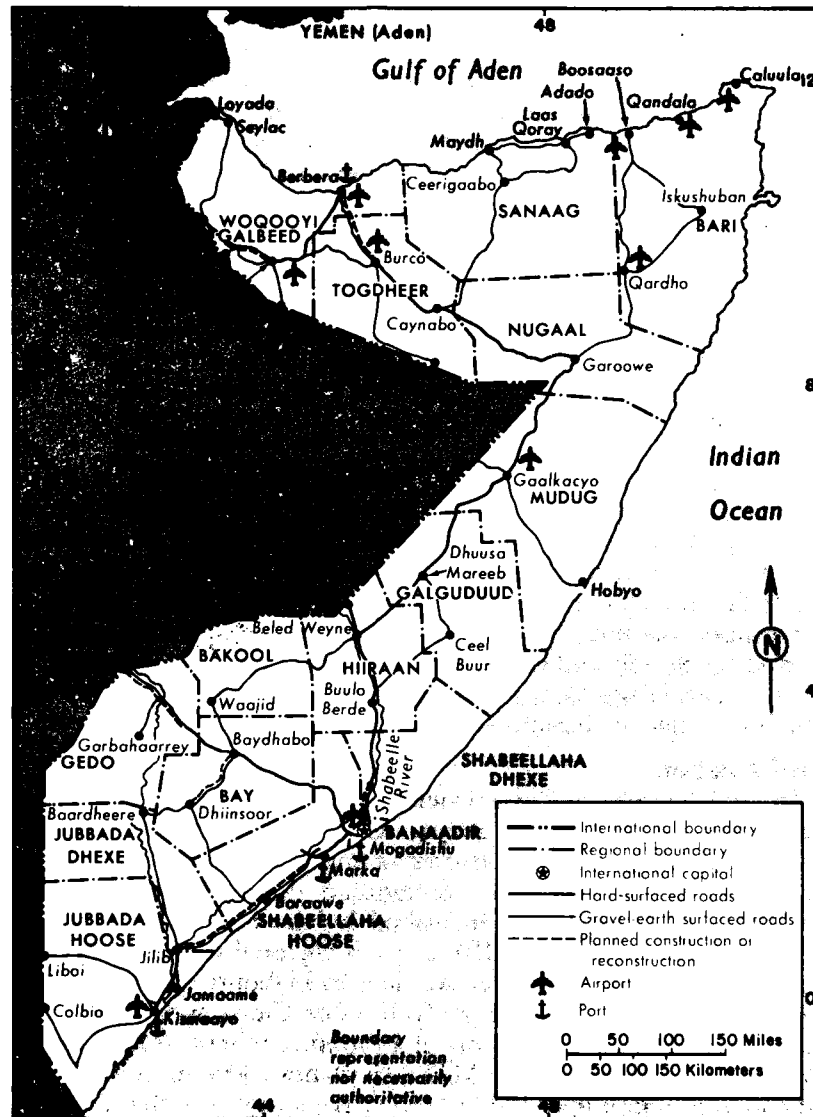 YEMEN (Aden)
48
Gulf of Aden
Boosaaso
Caluula
12
Adado
Qandala
Loyada
Laas
Qoray
Seylac
Maydh
Berbera
Ceerigaabo
Iskushuban
WOQOOYI
GALBEED
SANAAG
BARI
Burco
TOGDHEER
Qardho
Caynabo
NUGAAL
Garoowe
8
Indian
Ocean
Gaalkacyo
MUDUG
Dhuusa
Mareeb
GALGUDUUD
Hobyo
N
Beled Weyne
Ceel
Buur
BAKOOL
HIIRAAN
Waajid
Buulo
Berde
4
Garbahaarrey
Baydhabo
GEDO
Shabeelle
River
SHABEELLAHA
DHEXE
BAY
Dhiinsoor
Baardheere
JUBBADA
DHEXE
BANAADIR
Mogadishu
Marka
Baraawe
SHABEELLAHA
HOOSE
JUBBADA
HOOSE
Jilib
Liboi
Jamaame
Colbio
Kismaayo
0
Boundary
representation
not necessarily
authoritative
44
48
International boundary
Regional boundary
International capital
Hard-surfaced roads
Gravel-earth surfaced roads
Planned construction or
reconstruction
Airport
Port
0 50 100 150 Miles
0 50 100 150 Kilometers